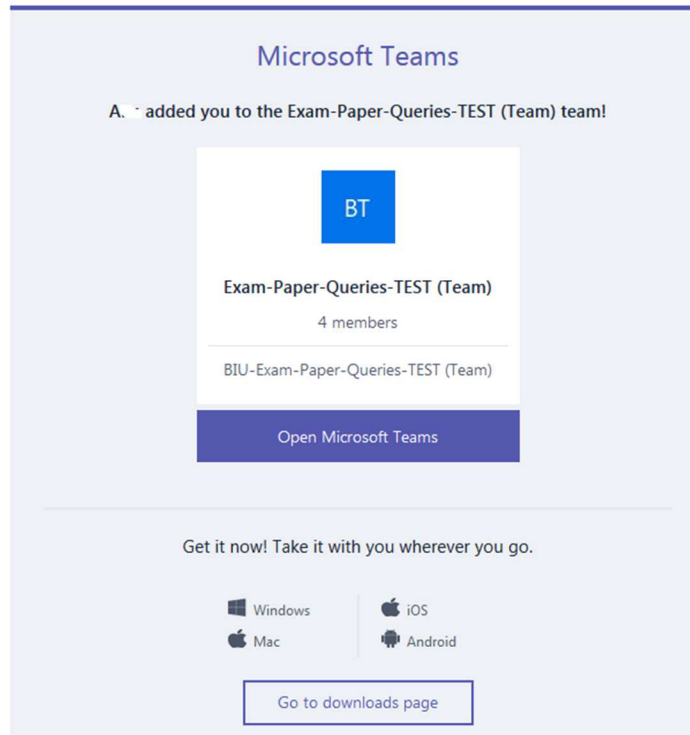 Microsoft Teams
added you to the Exam-Paper-Queries-TEST (Team) team!
BT
Exam-Paper-Queries-TEST (Team)
4 members
BIU-Exam-Paper-Queries-TEST (Team)
Open Microsoft Teams
Get it now! Take it with you wherever you go.
Windows
Mac
iOS
Android
Go to downloads page